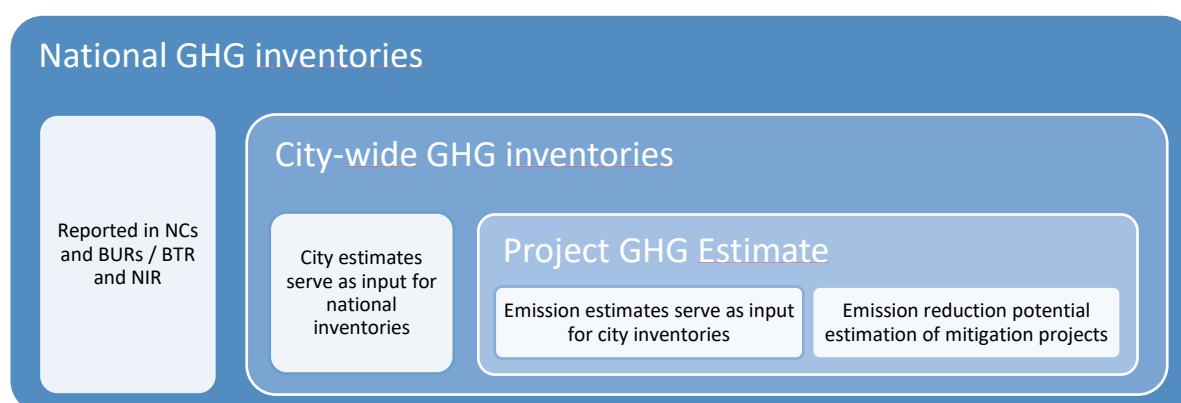 National GHG inventories
City-wide GHG inventories
Reported in NCs
and BURs / BTR
and NIR
City estimates
serve as input for
national
inventories
Project GHG Estimate
Emission estimates serve as input
for city inventories
Emission reduction potential
estimation of mitigation projects